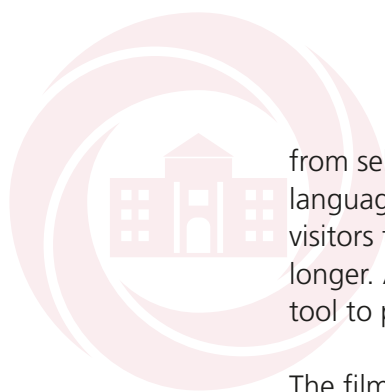 from se
languag
visitors
longer.
tool to p
The film